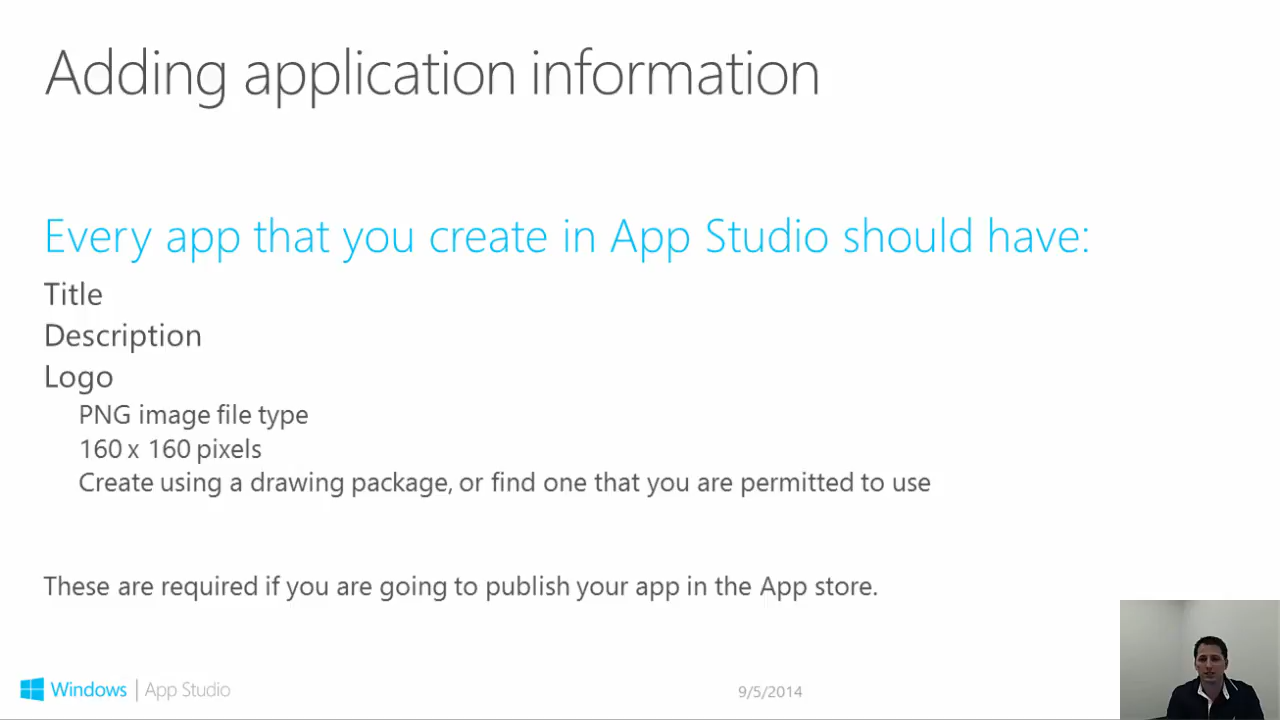 Adding application information
Every app that you create in App Studio should have:
Title
Description
Logo
PNG image file type
160 x 160 pixels
Create using a drawing package, or find one that you are permitted to use
These are required if you are going to publish your app in the App store.
Windows | App Studio
9/5/2014